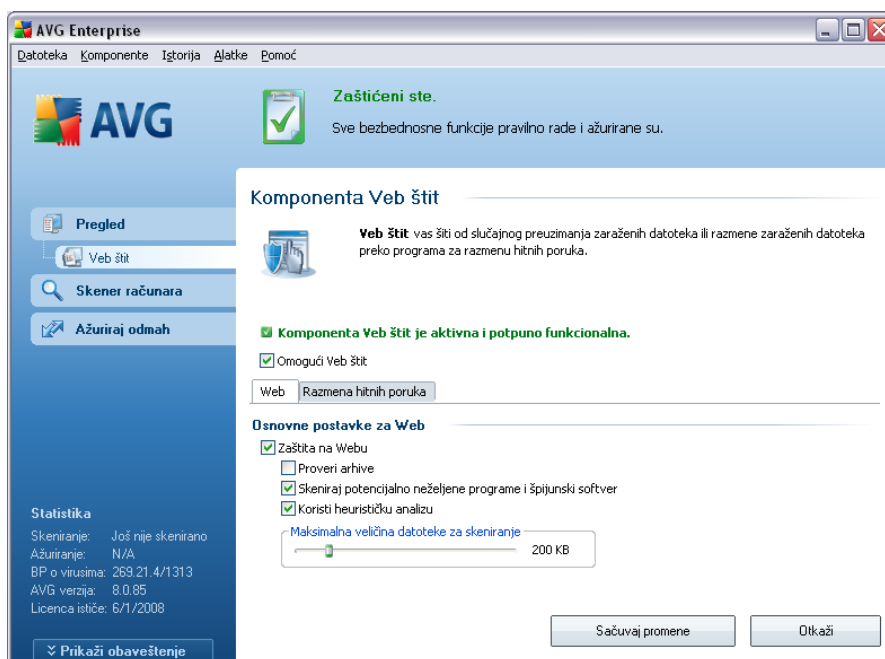 AVG Enterprise
Datoteka Komponente Istorija Alatke Pomoć
AVG
Zaštićeni ste.
Sve bezbednosne funkcije pravilno rade i ažurirane su.
Pregled
Veb štit
Skener računara
Ažuriraj odmah
Statistika
Skeniranje: Još nije skenirano
Ažuriranje: N/A
BP o virusima: 269.21.4/1313
AVG verzija: 8.0.85
Licenca ističe: 6/1/2008
Prikaži obaveštenje
Komponenta Veb štit
Veb štit vas šiti od slučajnog preuzimanja zaraženih datoteka ili razmene zaraženih datoteka
preko programa za razmenu hitnih poruka.
Komponenta Veb štit je aktivna i potpuno funkcionalna.
Omogući Veb štit
Web Razmena hitnih poruka
Osnovne postavke za Web
Zaštita na Webu
Proveri arhive
Skeniraj potencijalno neželjene programe i špijunski softver
Koristi heurističku analizu
Maksimalna veličina datoteke za skeniranje
200 KB
Sačuvaj promene Otkaži